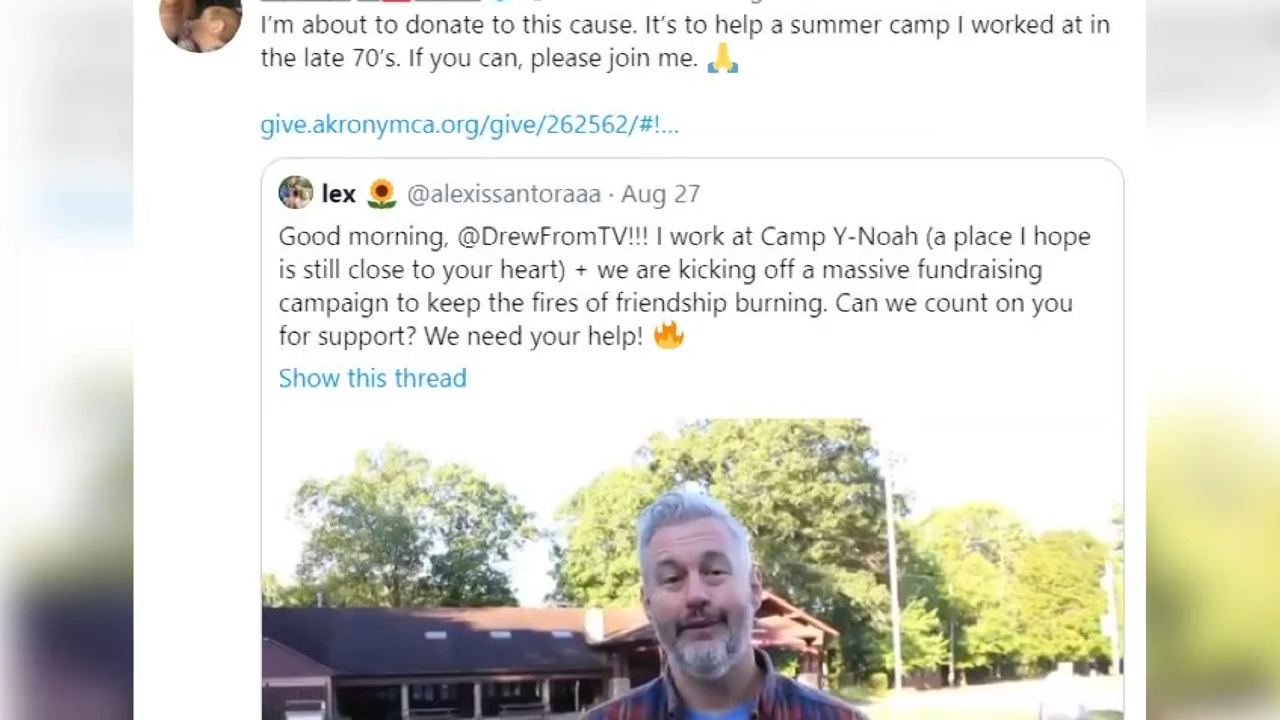 I'm about to donate to this cause. It's to help a summer camp I worked at in
the late 70's. If you can, please join me. 🙏
give.akronymca.org/give/262562/#!...
lex 🌻 @alexissantoraaa · Aug 27
Good morning, @DrewFromTV!!! I work at Camp Y-Noah (a place I hope
is still close to your heart) + we are kicking off a massive fundraising
campaign to keep the fires of friendship burning. Can we count on you
for support? We need your help! 🔥
Show this thread